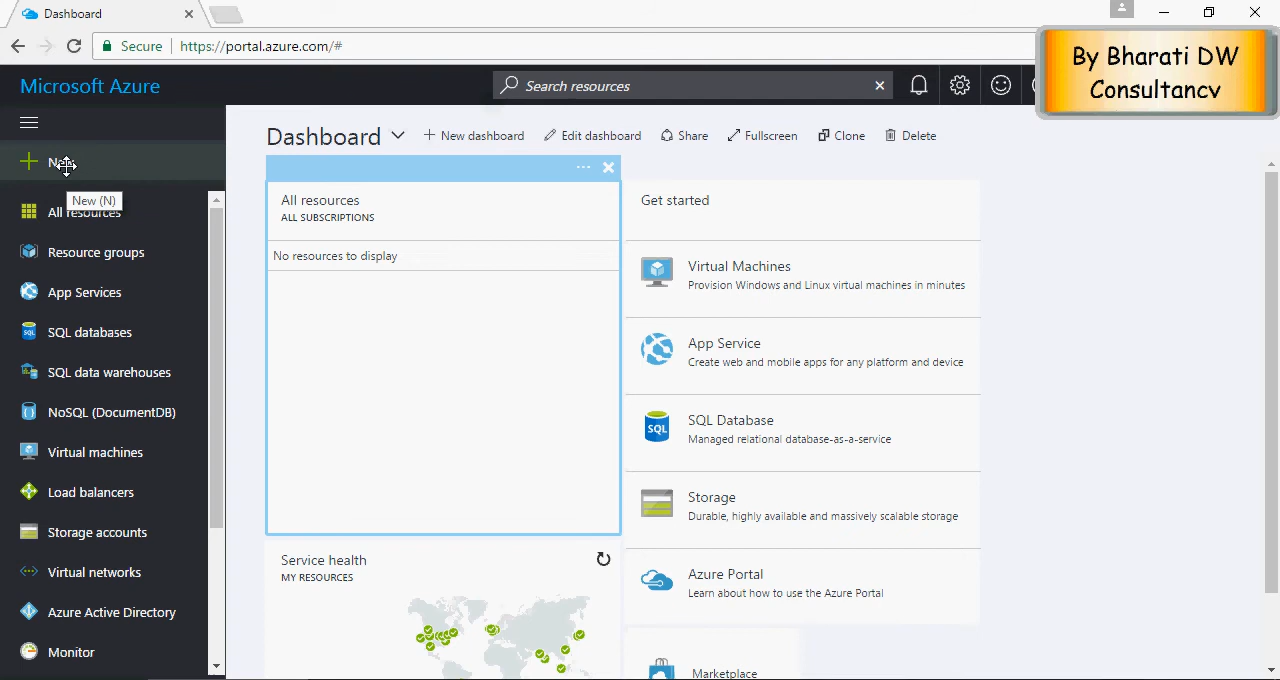 Dashboard
Secure
https://portal.azure.com/#
By Bharati DW
Consultancy
Microsoft Azure
Search resources
Dashboard
New dashboard
Edit dashboard
Share
Fullscreen
Clone
Delete
New (N)
All resources
Resource groups
App Services
SQL databases
SQL data warehouses
NoSQL (DocumentDB)
Virtual machines
Load balancers
Storage accounts
Virtual networks
Azure Active Directory
Monitor
All resources
ALL SUBSCRIPTIONS
No resources to display
Service health
MY RESOURCES
Get started
Virtual Machines
Provision Windows and Linux virtual machines in minutes
App Service
Create web and mobile apps for any platform and device
SQL
SQL Database
Managed relational database-as-a-service
Storage
Durable, highly available and massively scalable storage
Azure Portal
Learn about how to use the Azure Portal
Marketplace